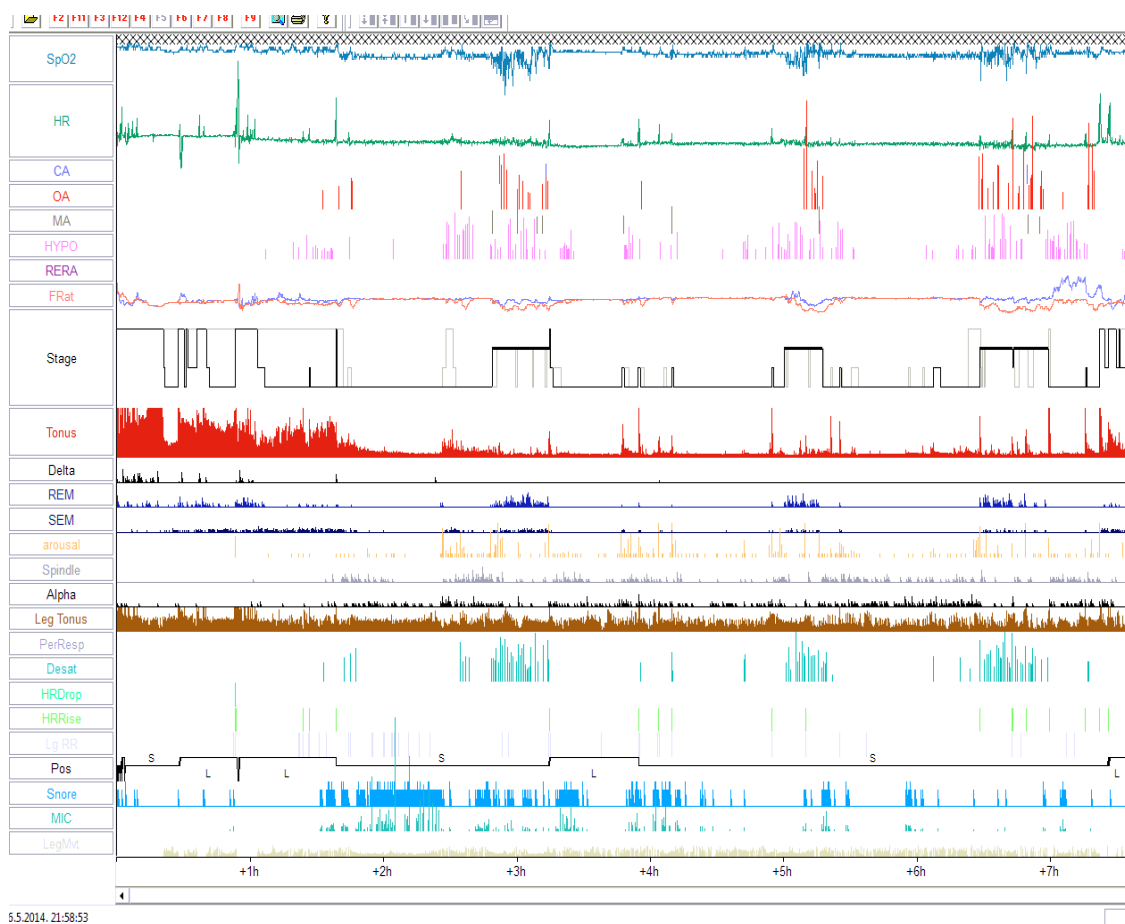 F2 F11 F3 F12 F4 F5 F6 F7 F8 F9 ?
SpO2
HR
CA
OA
MA
HYPO
RERA
FRat
Stage
Tonus
Delta
REM
SEM
arousal
Spindle
Alpha
Leg Tonus
PerResp
Desat
HRDrop
HRRise
Lg RR
S S S
Pos
L L L L
Snore
MIC
LegMvt
+1h +2h +3h +4h +5h +6h +7h
6.5.2014. 21:58:53